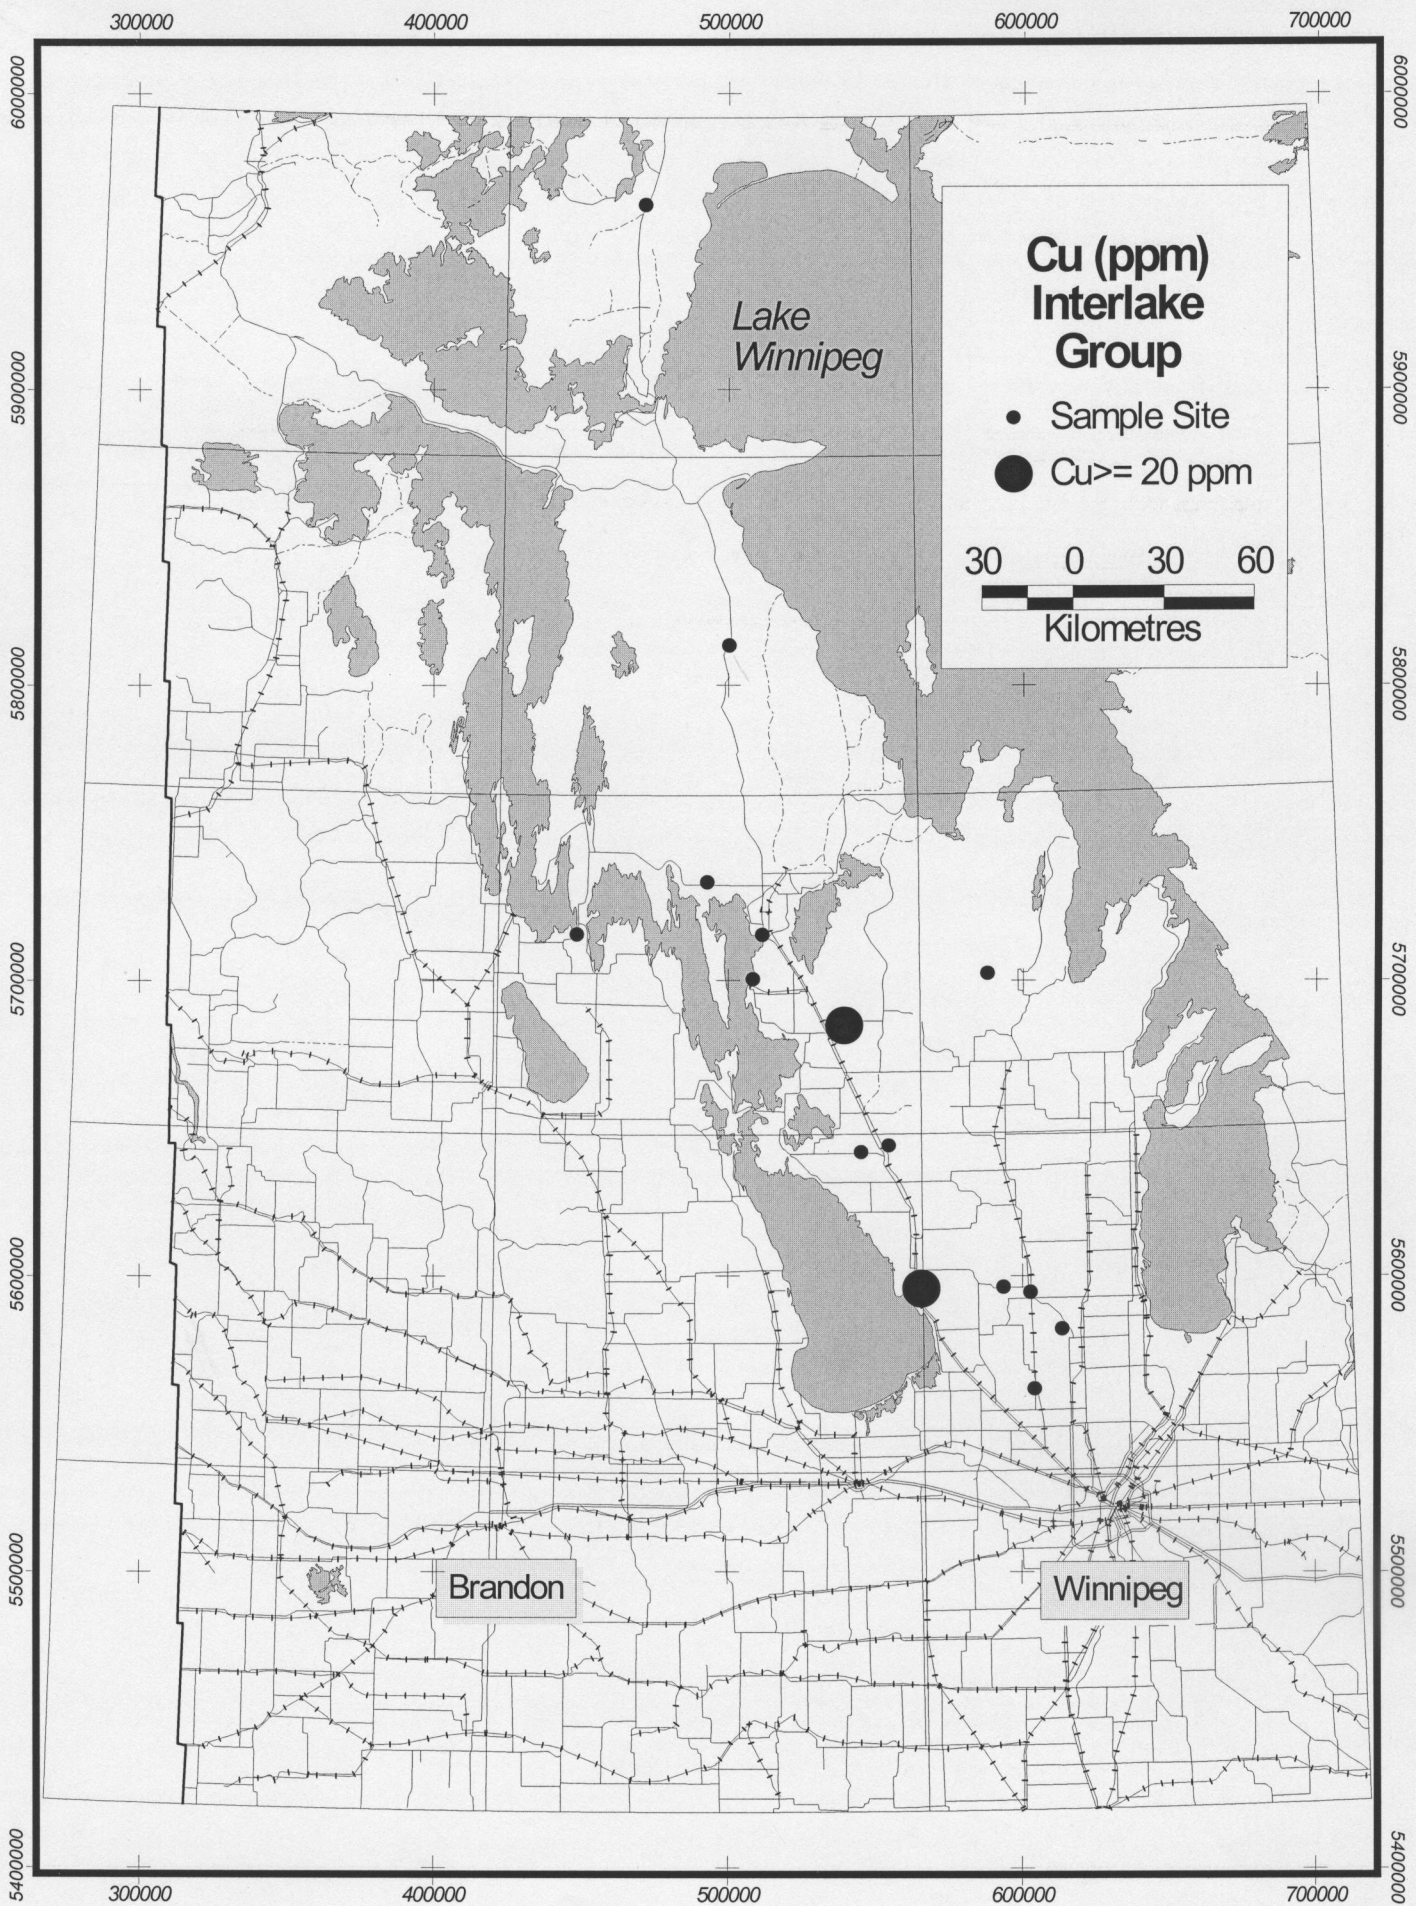 300000 400000 500000 600000 700000
6000000 6000000
Lake
Winnipeg
Cu (ppm)
Interlake
Group
Sample Site
Cu>= 20 ppm
30 0 30 60
Kilometres
5900000 5900000
5800000 5800000
5700000 5700000
5600000 5600000
5500000 5500000
Brandon Winnipeg
5400000 5400000
300000 400000 500000 600000 700000